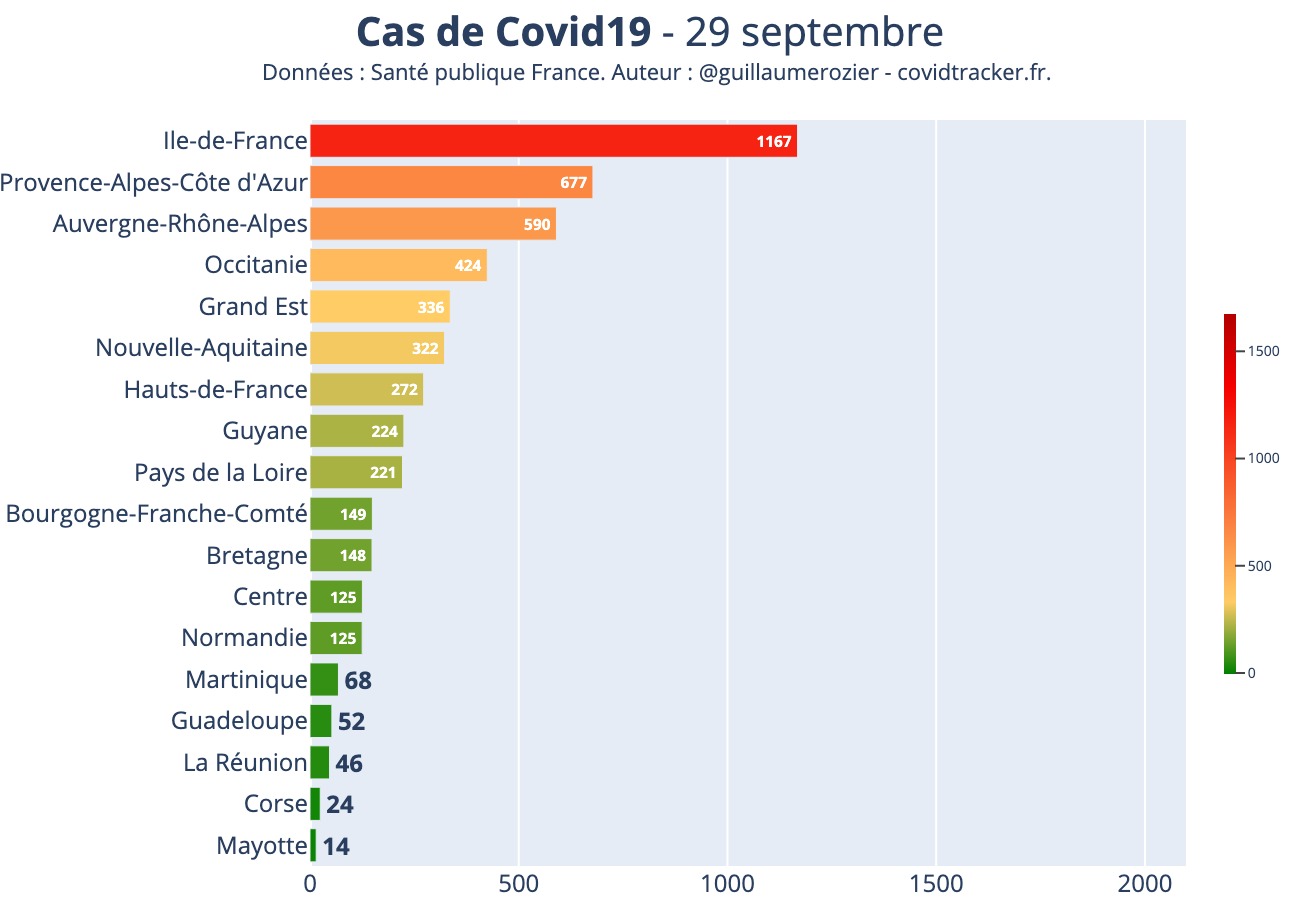 Cas de Covid19 - 29 septembre
Données : Santé publique France. Auteur : @guillaumerozier - covidtracker.fr.
Ile-de-France 1167
Provence-Alpes-Côte d'Azur 677
Auvergne-Rhône-Alpes 590
Occitanie 424
Grand Est 336
Nouvelle-Aquitaine 322
Hauts-de-France 272
Guyane 224
Pays de la Loire 221
Bourgogne-Franche-Comté 149
Bretagne 148
Centre 125
Normandie 125
Martinique 68
Guadeloupe 52
La Réunion 46
Corse 24
Mayotte 14
0 500 1000 1500 2000
1500
1000
500
0